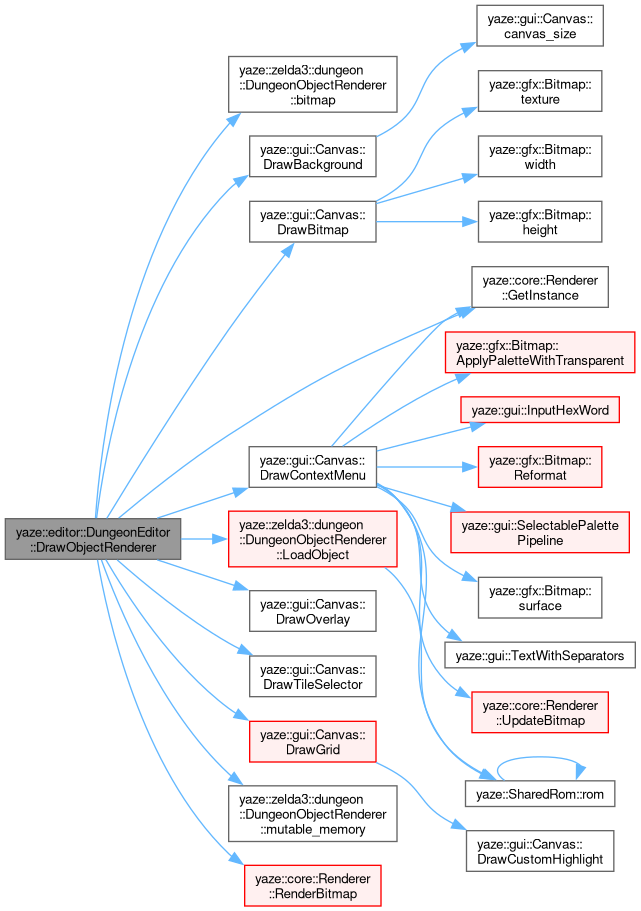 yaze::editor::DungeonEditor
::DrawObjectRenderer
yaze::zelda3::dungeon
::DungeonObjectRenderer
::bitmap
yaze::gui::Canvas::
DrawBackground
yaze::gui::Canvas::
DrawBitmap
yaze::gui::Canvas::
DrawContextMenu
yaze::zelda3::dungeon
::DungeonObjectRenderer
::LoadObject
yaze::gui::Canvas::
DrawOverlay
yaze::gui::Canvas::
DrawTileSelector
yaze::gui::Canvas::
DrawGrid
yaze::zelda3::dungeon
::DungeonObjectRenderer
::mutable_memory
yaze::core::Renderer
::RenderBitmap
yaze::gui::Canvas::
canvas_size
yaze::gfx::Bitmap::
texture
yaze::gfx::Bitmap::
width
yaze::gfx::Bitmap::
height
yaze::core::Renderer
::GetInstance
yaze::gfx::Bitmap::
ApplyPaletteWithTransparent
yaze::gui::InputHexWord
yaze::gfx::Bitmap::
Reformat
yaze::gui::SelectablePalette
Pipeline
yaze::gfx::Bitmap::
surface
yaze::gui::TextWithSeparators
yaze::core::Renderer
::UpdateBitmap
yaze::SharedRom::rom
yaze::gui::Canvas::
DrawCustomHighlight